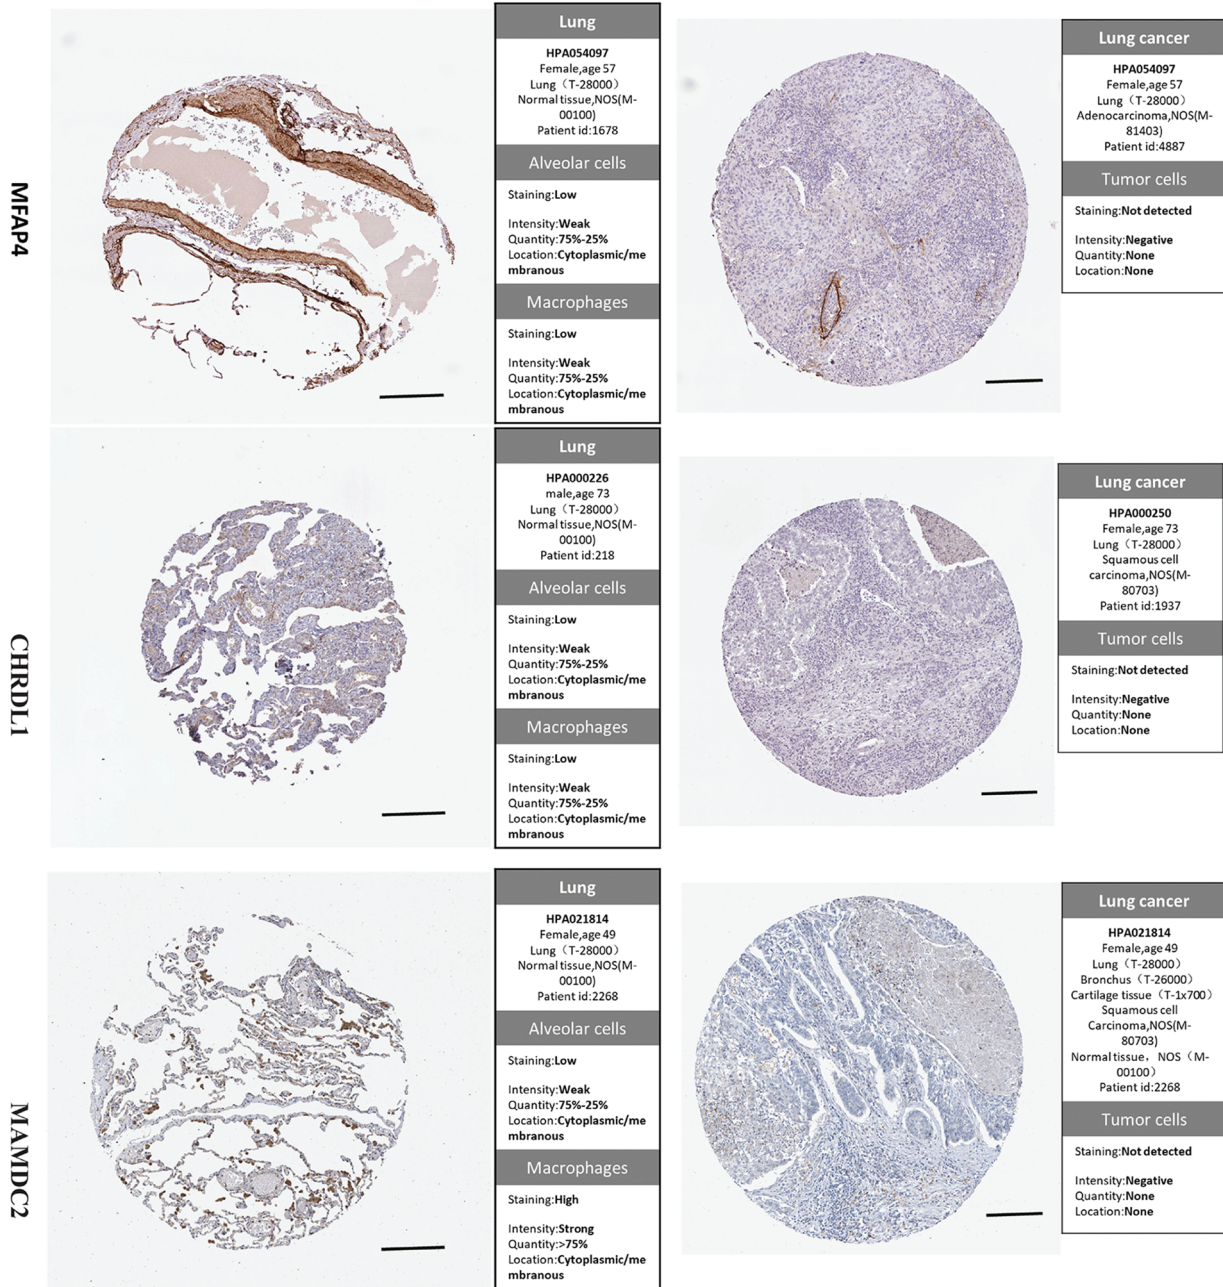 MFAP4
Lung
HPA054097
Female,age 57
Lung（T-28000）
Normal tissue,NOS(M-
00100)
Patient id:1678
Alveolar cells
Staining:Low
Intensity:Weak
Quantity:75%-25%
Location:Cytoplasmic/me
mbranous
Macrophages
Staining:Low
Intensity:Weak
Quantity:75%-25%
Location:Cytoplasmic/me
mbranous
Lung cancer
HPA054097
Female,age 57
Lung（T-28000）
Adenocarcinoma,NOS(M-
81403)
Patient id:4887
Tumor cells
Staining:Not detected
Intensity:Negative
Quantity:None
Location:None
CHRDL1
Lung
HPA000226
male,age 73
Lung（T-28000）
Normal tissue,NOS(M-
00100)
Patient id:218
Alveolar cells
Staining:Low
Intensity:Weak
Quantity:75%-25%
Location:Cytoplasmic/me
mbranous
Macrophages
Staining:Low
Intensity:Weak
Quantity:75%-25%
Location:Cytoplasmic/me
mbranous
Lung cancer
HPA000250
Female,age 73
Lung（T-28000）
Squamous cell
carcinoma,NOS(M-
80703)
Patient id:1937
Tumor cells
Staining:Not detected
Intensity:Negative
Quantity:None
Location:None
MAMDC2
Lung
HPA021814
Female,age 49
Lung（T-28000）
Normal tissue,NOS(M-
00100)
Patient id:2268
Alveolar cells
Staining:Low
Intensity:Weak
Quantity:75%-25%
Location:Cytoplasmic/me
mbranous
Macrophages
Staining:High
Intensity:Strong
Quantity:>75%
Location:Cytoplasmic/me
mbranous
Lung cancer
HPA021814
Female,age 49
Lung（T-28000）
Bronchus（T-26000）
Cartilage tissue（T-1x700）
Squamous cell
Carcinoma,NOS(M-
80703)
Normal tissue，NOS（M-
00100）
Patient id:2268
Tumor cells
Staining:Not detected
Intensity:Negative
Quantity:None
Location:None